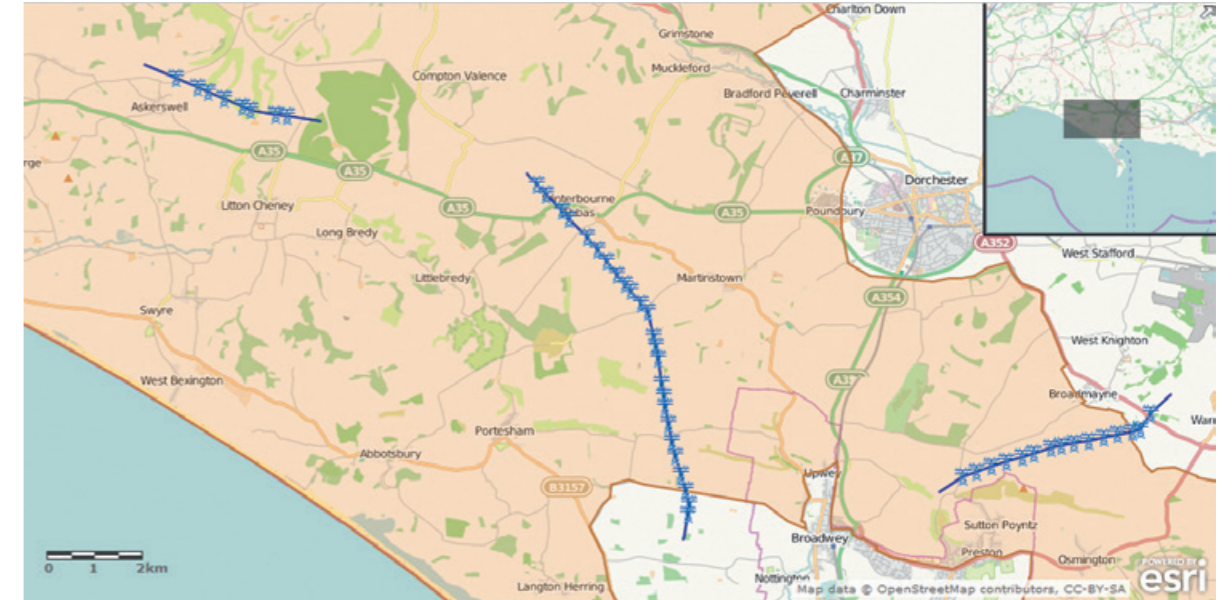 Charlton Down
Grimstone
Muckleford
Compton Valence
Bradford Peverell
Charminster
Askerswell
A35
A35
A37
Dorchester
Litton Cheney
A35
A35
Poundbury
Long Bredy
A352
West Stafford
Littlebredy
Martinstown
A354
Swyre
West Knighton
West Bexington
Broadmayne
Portesham
Abbotsbury
Upwey
B3157
Sutton Poyntz
Broadwey
Preston
Osmington
0 1 2km
Nottington
Langton Herring
Map data © OpenStreetMap contributors, CC-BY-SA
POWERED BY
esri